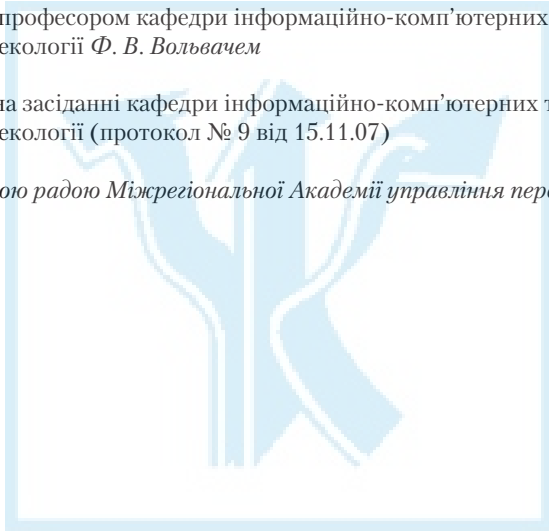 професором кафедри інформаційно-комп’ютерних
екології Ф. В. Вольвачем
на засіданні кафедри інформаційно-комп’ютерних т
екології (протокол № 9 від 15.11.07)
ою радою Міжрегіональної Академії управління пер